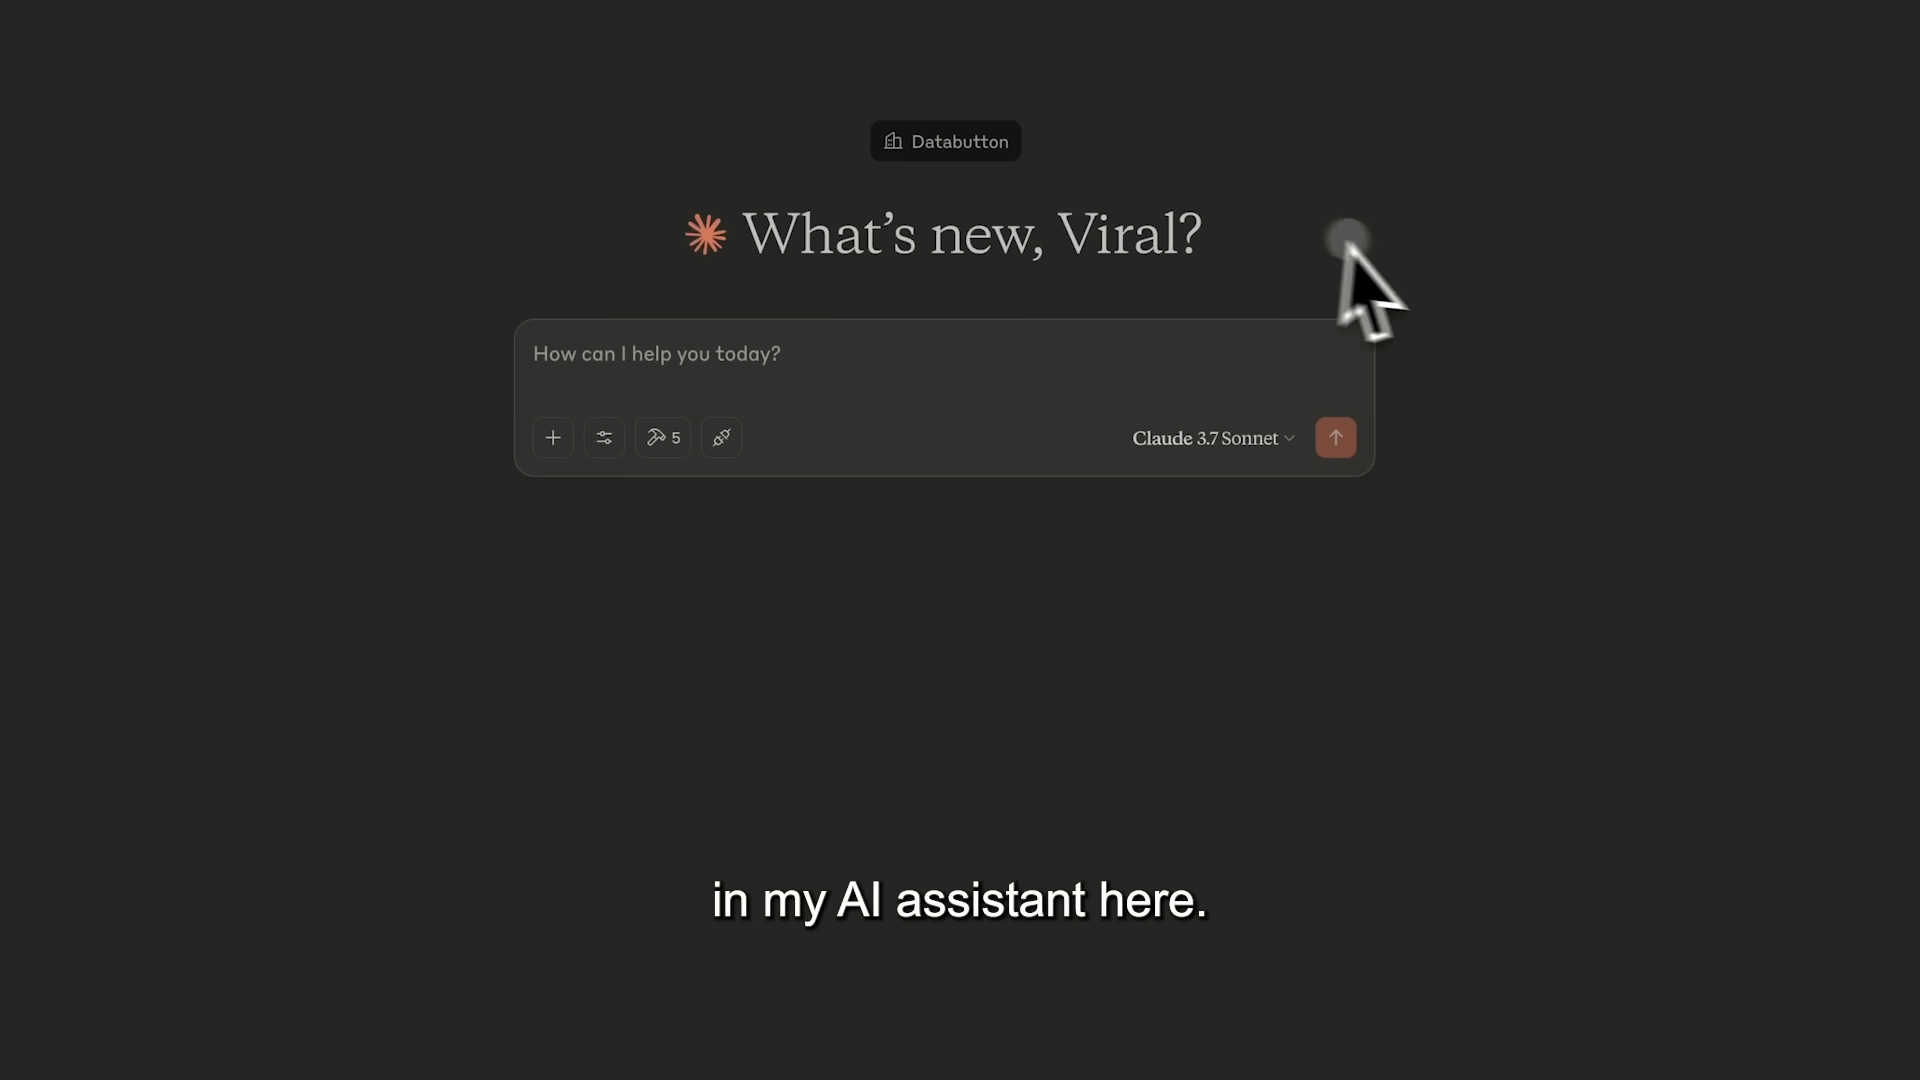 Databutton
What’s new, Viral?
How can I help you today?
5
Claude 3.7 Sonnet
in my AI assistant here.